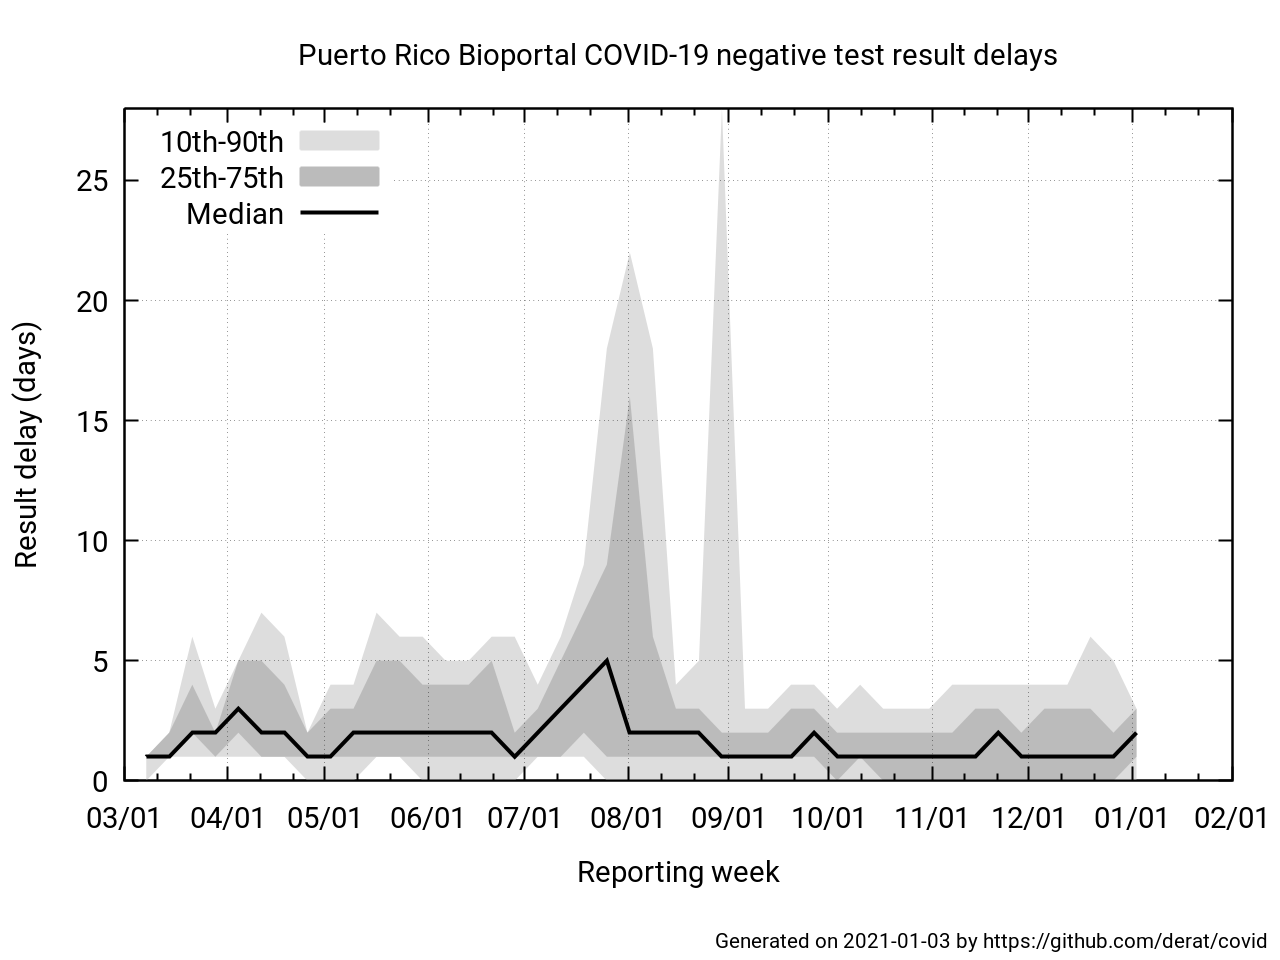 Puerto Rico Bioportal COVID-19 negative test result delays
10th-90th
25th-75th
Median
25
20
15
10
5
0
Result delay (days)
03/01 04/01 05/01 06/01 07/01 08/01 09/01 10/01 11/01 12/01 01/01 02/01
Reporting week
Generated on 2021-01-03 by https://github.com/derat/covid